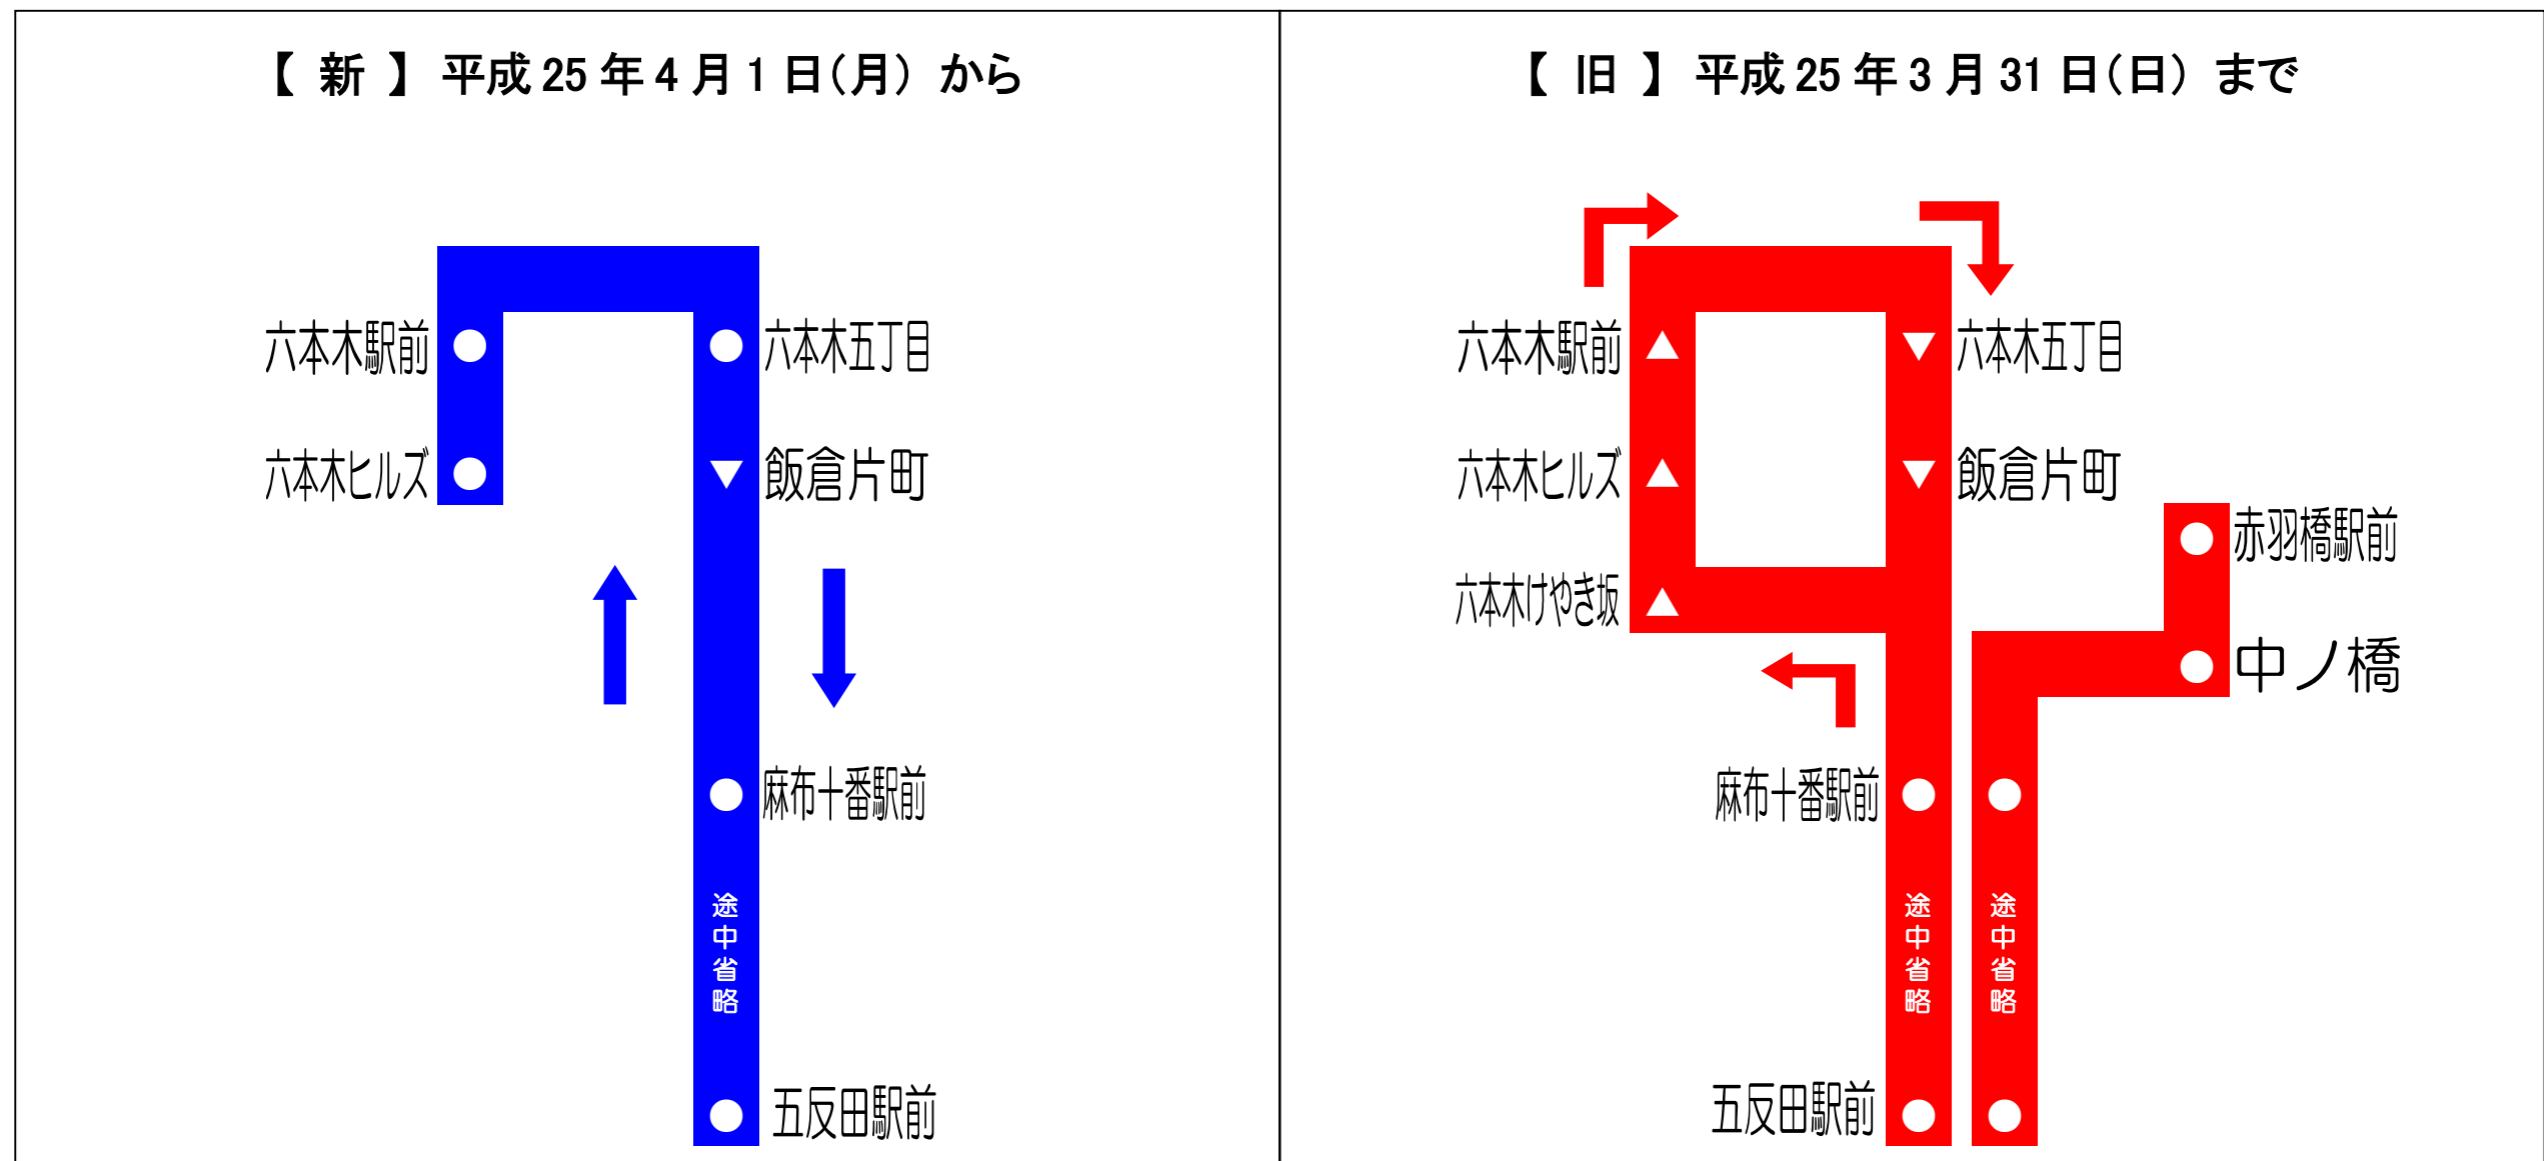 【 新 】 平成 25 年 4 月 1 日(月) から
六本木駅前
六本木五丁目
六本木ヒルズ
飯倉片町
麻布十番駅前
途中省略
五反田駅前
【 旧 】 平成 25 年 3 月 31 日(日) まで
六本木駅前
六本木五丁目
六本木ヒルズ
飯倉片町
赤羽橋駅前
六本木けやき坂
中ノ橋
麻布十番駅前
途中省略
途中省略
五反田駅前